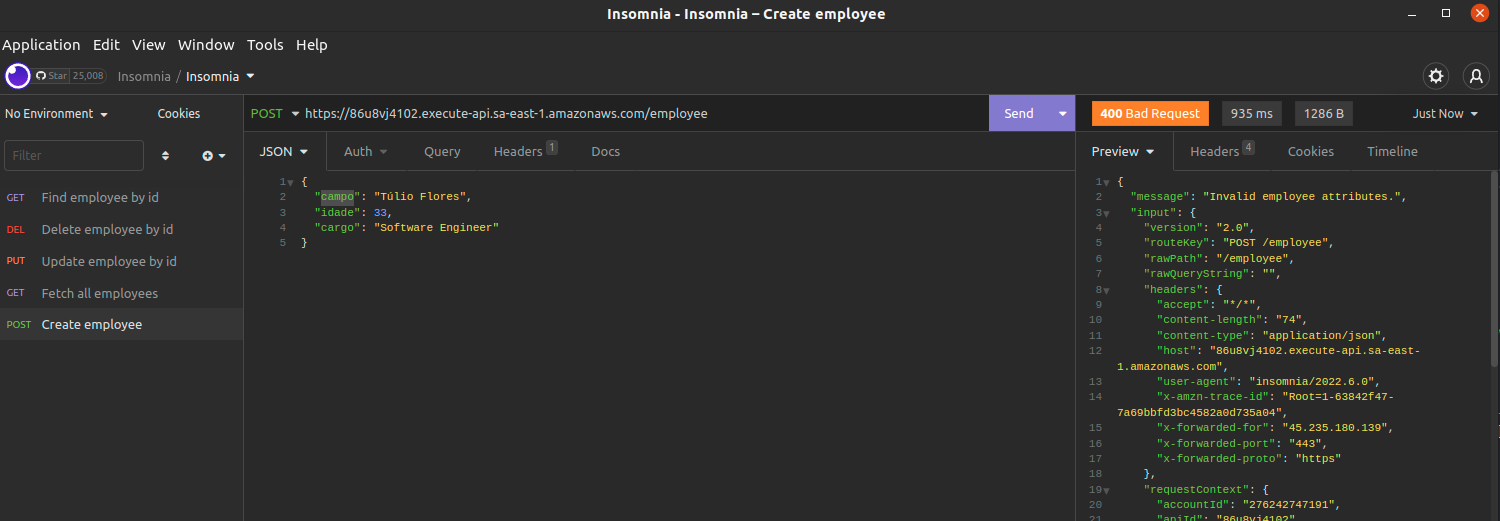 Insomnia - Insomnia – Create employee
Application Edit View Window Tools Help
Star 25,008 Insomnia / Insomnia
No Environment Cookies
Filter
GET Find employee by id
DEL Delete employee by id
PUT Update employee by id
GET Fetch all employees
POST Create employee
POST https://86u8vj4102.execute-api.sa-east-1.amazonaws.com/employee Send
JSON Auth Query Headers 1 Docs
1 {
2 "campo": "Túlio Flores",
3 "idade": 33,
4 "cargo": "Software Engineer"
5 }
400 Bad Request 935 ms 1286 B Just Now
Preview Headers 4 Cookies Timeline
1 {
2 "message": "Invalid employee attributes.",
3 "input": {
4 "version": "2.0",
5 "routeKey": "POST /employee",
6 "rawPath": "/employee",
7 "rawQueryString": "",
8 "headers": {
9 "accept": "*/*",
10 "content-length": "74",
11 "content-type": "application/json",
12 "host": "86u8vj4102.execute-api.sa-east-
1.amazonaws.com",
13 "user-agent": "insomnia/2022.6.0",
14 "x-amzn-trace-id": "Root=1-63842f47-
7a69bbfd3bc4582a0d735a04",
15 "x-forwarded-for": "45.235.180.139",
16 "x-forwarded-port": "443",
17 "x-forwarded-proto": "https"
18 },
19 "requestContext": {
20 "accountId": "276242747191",
21 "apiId": "86u8vj4102"